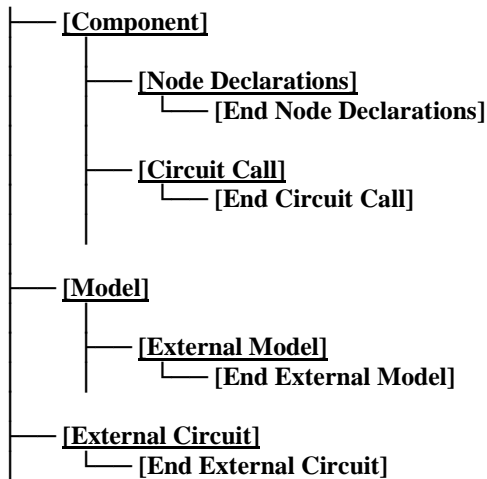 [Component]
[Node Declarations]
[End Node Declarations]
[Circuit Call]
[End Circuit Call]
[Model]
[External Model]
[End External Model]
[External Circuit]
[End External Circuit]